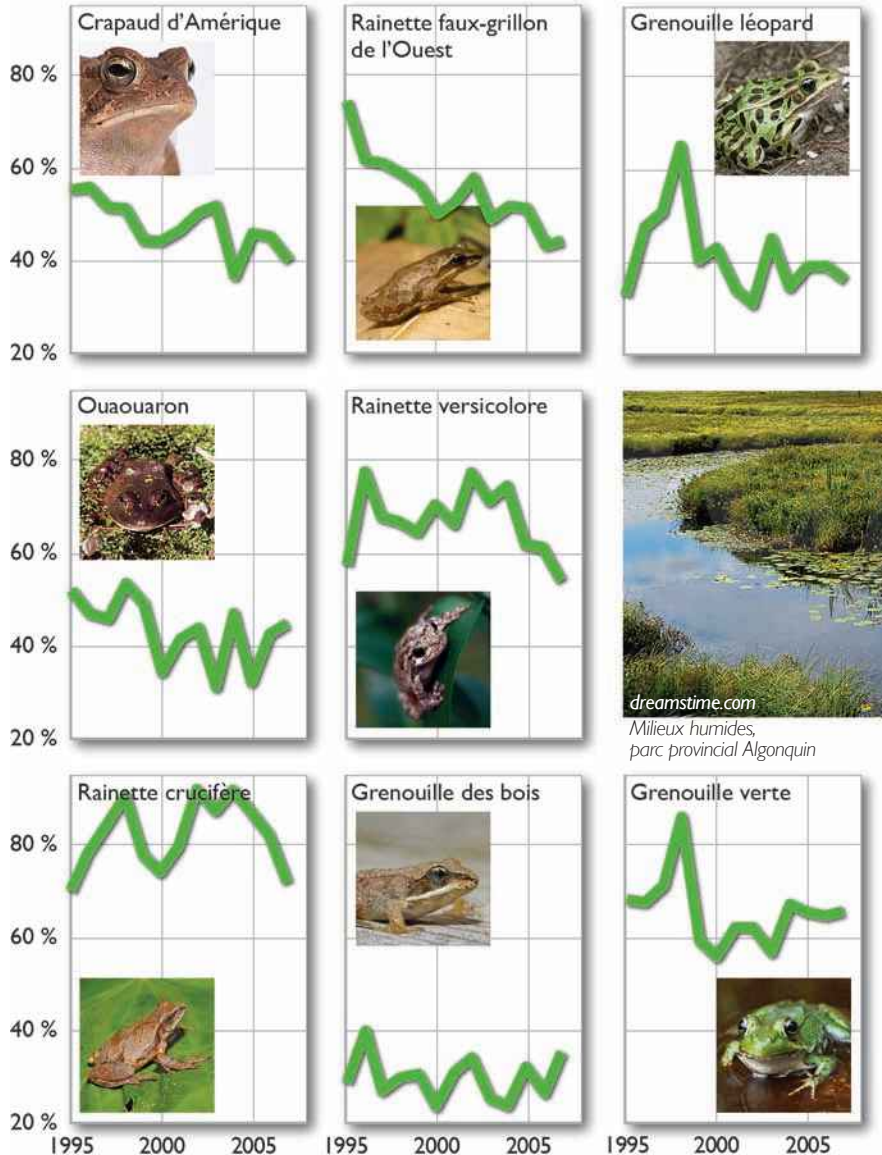 Crapaud d'Amérique
Rainette faux-grillon
de l'Ouest
Grenouille léopard
80 %
60 %
40 %
20 %
Ouaouaron
Rainette versicolore
80 %
60 %
40 %
20 %
dreamstime.com
Milieux humides,
parc provincial Algonquin
Rainette crucifère
Grenouille des bois
Grenouille verte
80 %
60 %
40 %
20 %
1995 2000 2005 1995 2000 2005 1995 2000 2005